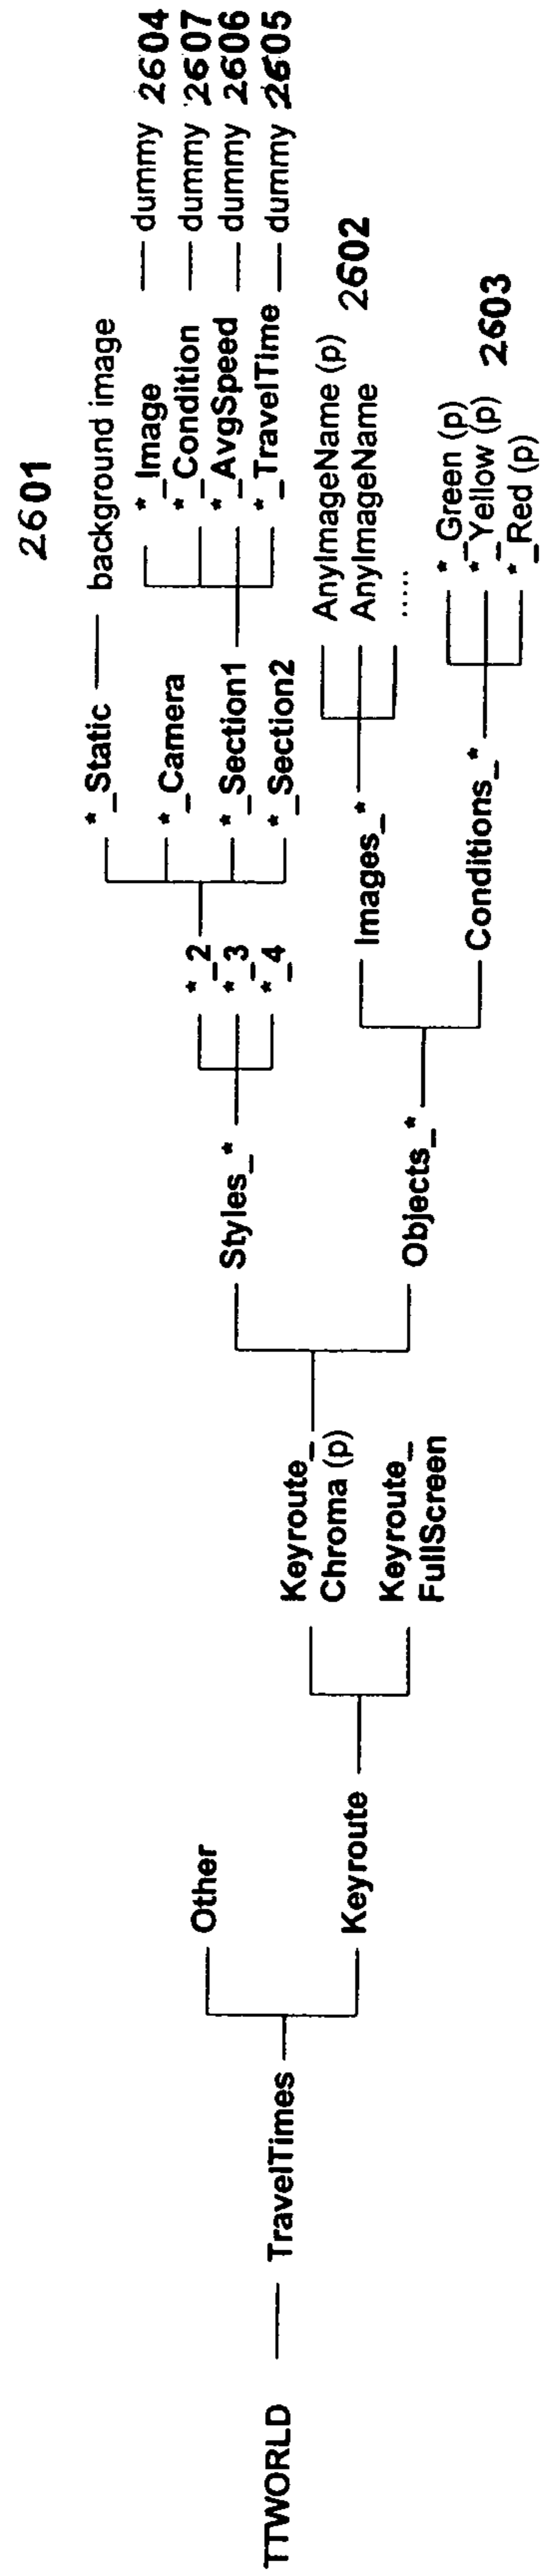 2601
TTWORLD
TravelTimes
Other
Keyroute
Keyroute_
Chroma (p)
Keyroute_
FullScreen
Styles_*
Objects_*
*_2
*_3
*_4
*_Static
background image
*_Camera
*_Section1
*_Section2
*_Image
dummy 2604
*_Condition
dummy 2607
*_AvgSpeed
dummy 2606
*_TravelTime
dummy 2605
Images_*
AnyImageName (p)
AnyImageName
.....
2602
Conditions_*
*_Green (p)
*_Yellow (p)
*_Red (p)
2603